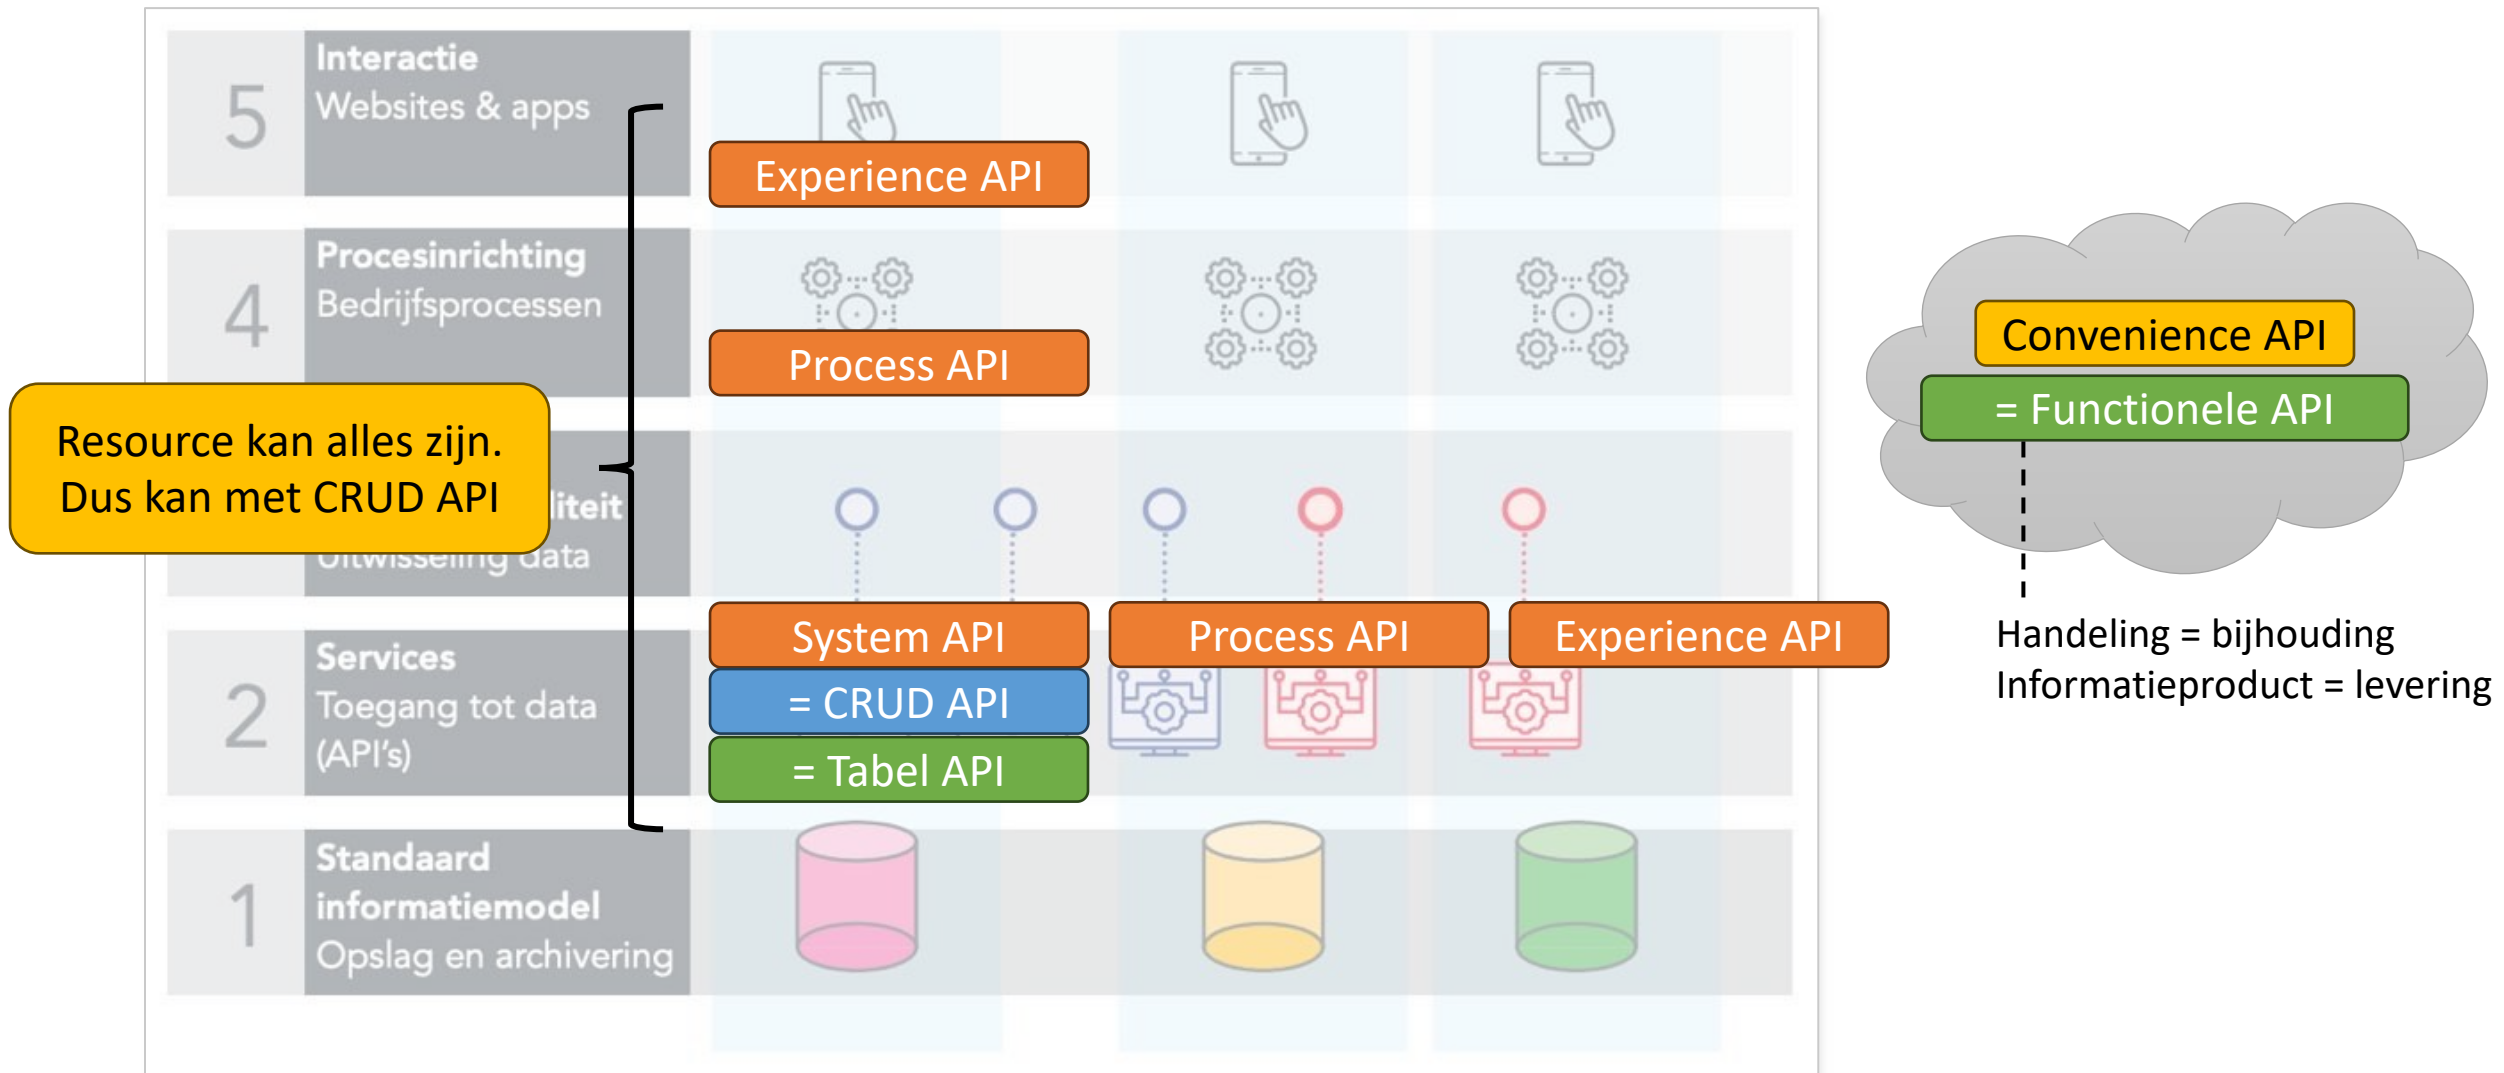 5
Interactie
Websites & apps
Experience API
4
Procesinrichting
Bedrijfsprocessen
Process API
Convenience API
= Functionele API
Resource kan alles zijn.
Dus kan met CRUD API
liteit
Uitwisseling data
System API
Process API
Experience API
= CRUD API
= Tabel API
Handeling = bijhouding
Informatieproduct = levering
2
Services
Toegang tot data
(API's)
1
Standaard
informatiemodel
Opslag en archivering